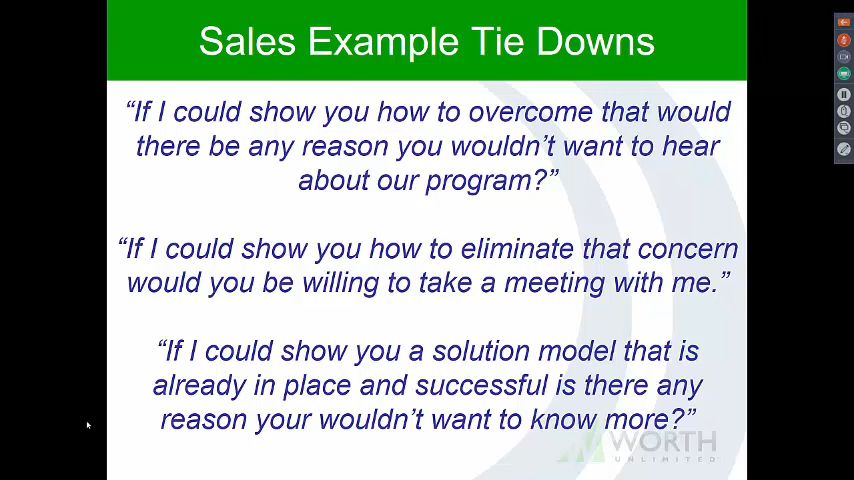 Sales Example Tie Downs
“If I could show you how to overcome that would
there be any reason you wouldn’t want to hear
about our program?”
“If I could show you how to eliminate that concern
would you be willing to take a meeting with me.”
“If I could show you a solution model that is
already in place and successful is there any
reason your wouldn’t want to know more?”
WORTH
UNLIMITED